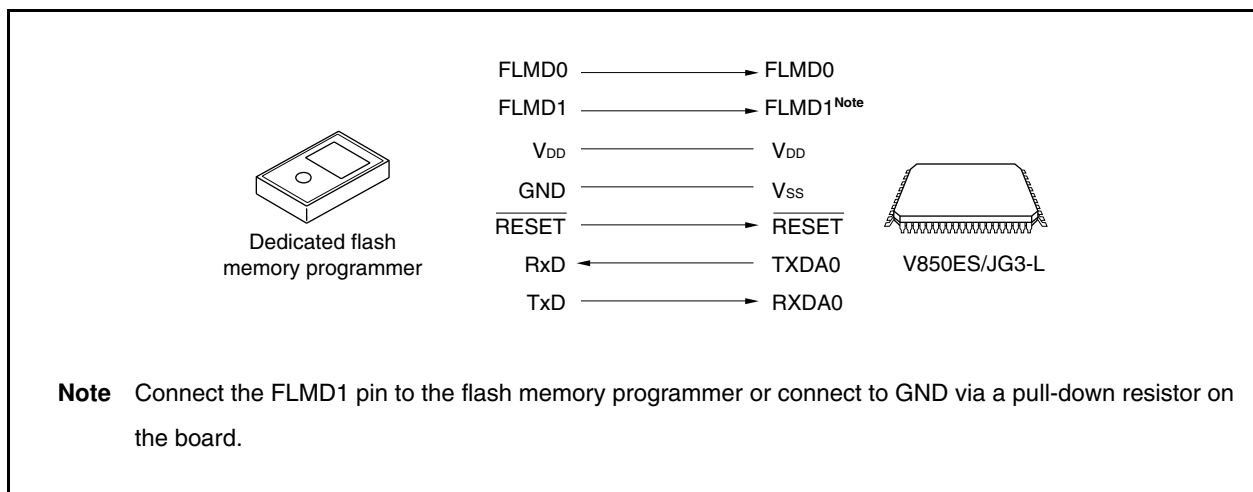 FLMD0 FLMD0
FLMD1 FLMD1Note
VDD VDD
GND VSS
RESET RESET
RxD TXDA0
TxD RXDA0
Dedicated flash
memory programmer
V850ES/JG3-L
Note Connect the FLMD1 pin to the flash memory programmer or connect to GND via a pull-down resistor on
the board.